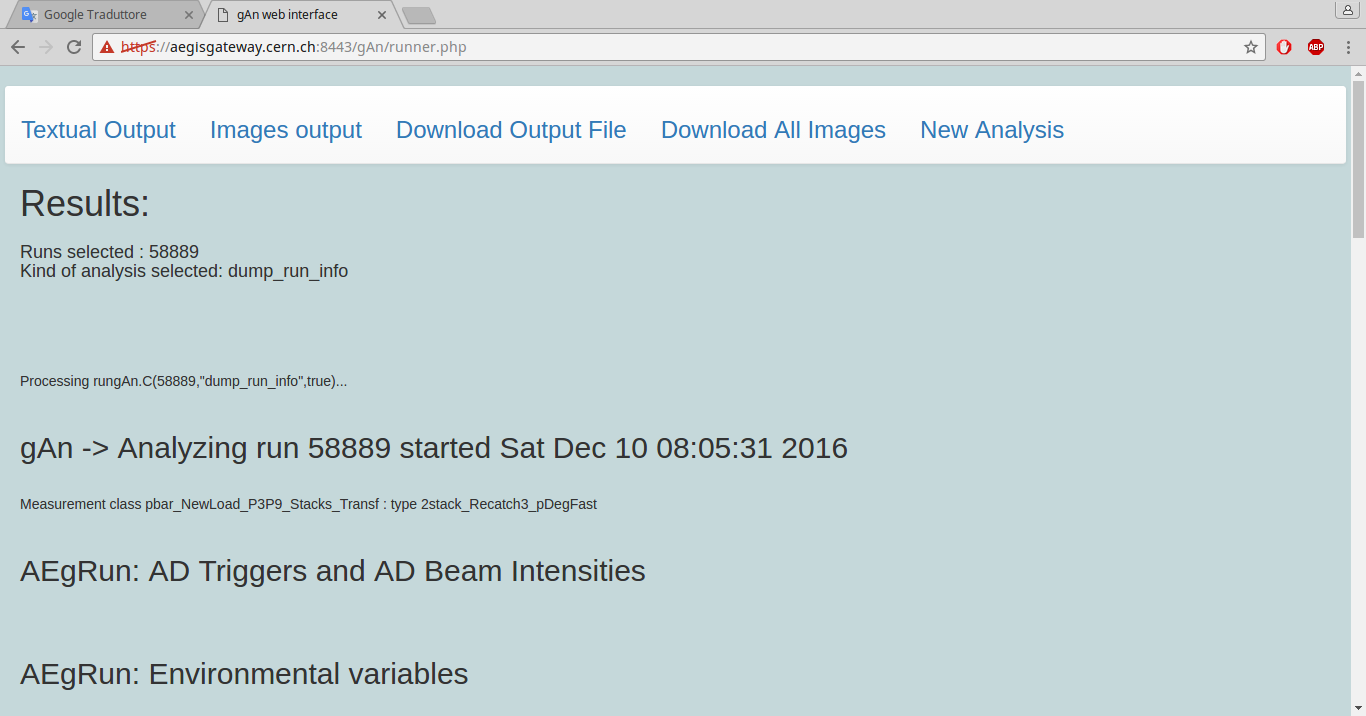 Google Traduttore
gAn web interface
https://aegisgateway.cern.ch:8443/gAn/runner.php
ABP
Textual Output Images output Download Output File Download All Images New Analysis
Results:
Runs selected : 58889
Kind of analysis selected: dump_run_info
Processing rungAn.C(58889,"dump_run_info",true)...
gAn -> Analyzing run 58889 started Sat Dec 10 08:05:31 2016
Measurement class pbar_NewLoad_P3P9_Stacks_Transf : type 2stack_Recatch3_pDegFast
AEgRun: AD Triggers and AD Beam Intensities
AEgRun: Environmental variables